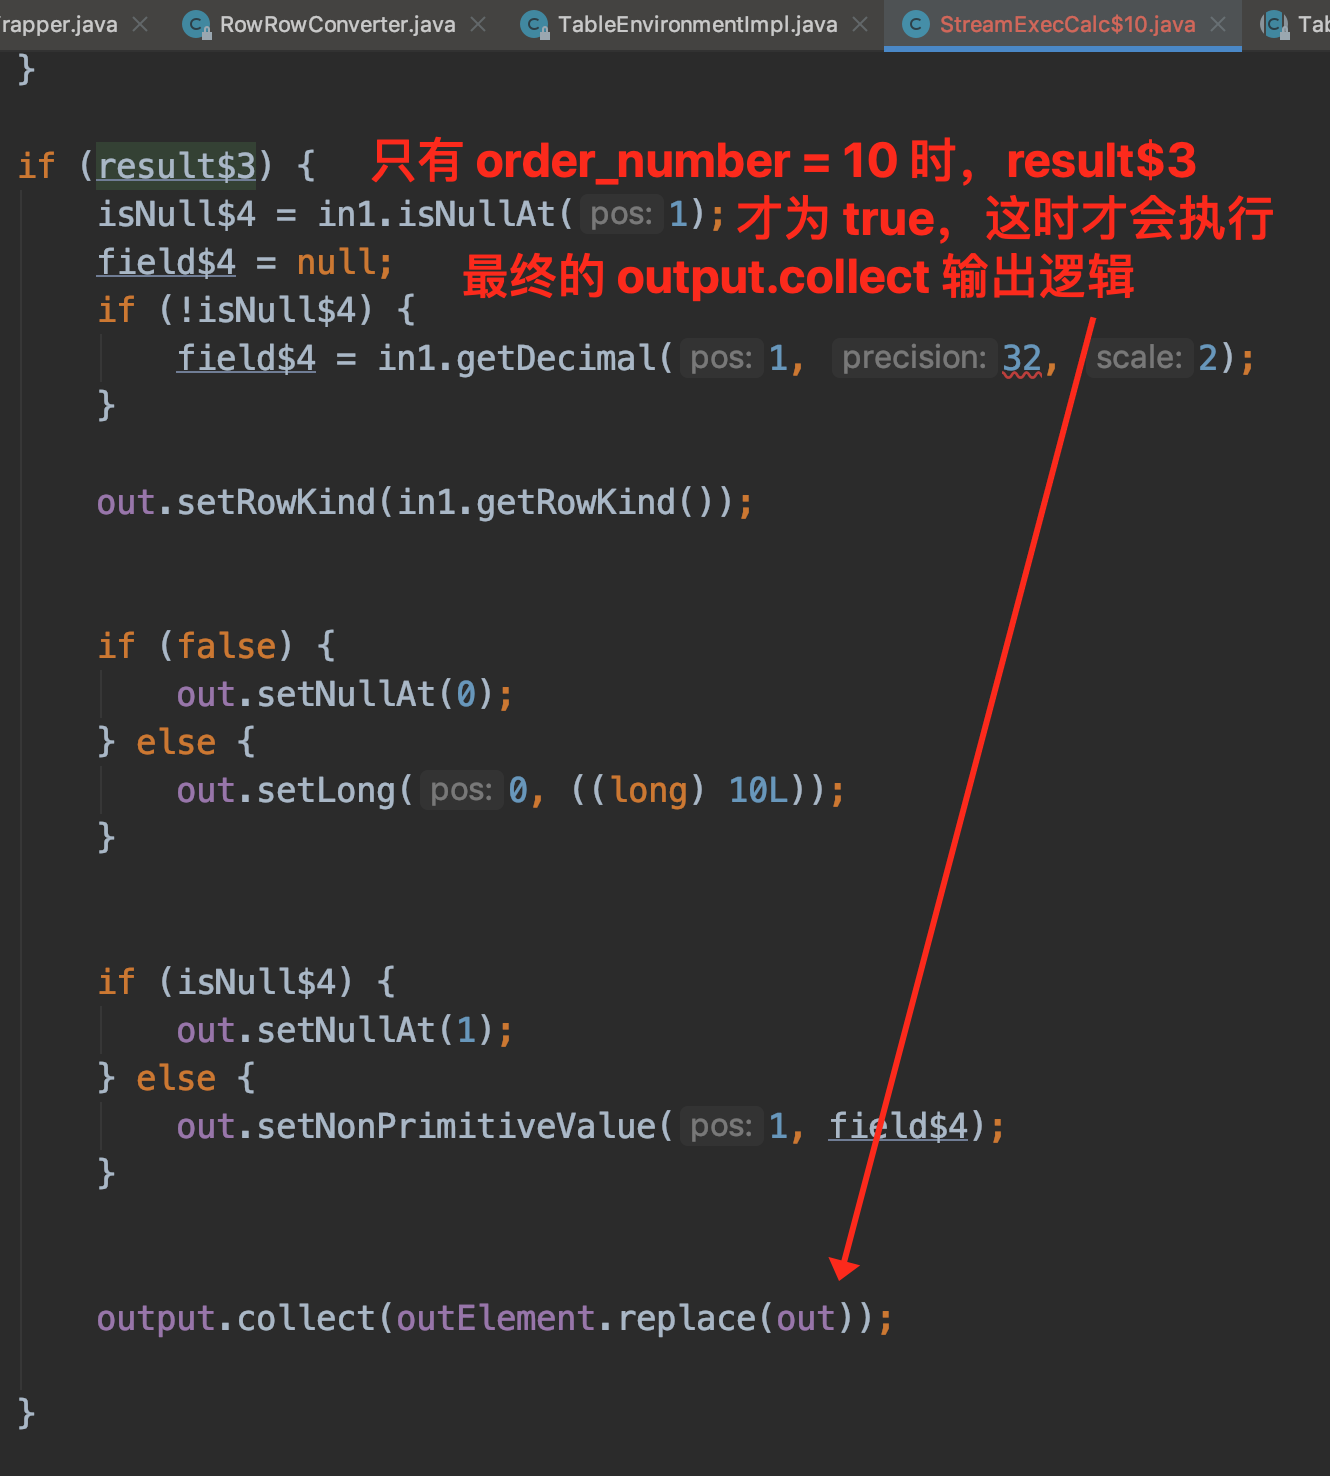 rapper.java RowRowConverter.java TableEnvironmentImpl.java StreamExecCalc$10.java Tab
}
if (result$3) { 只有 order_number = 10 时，result$3
isNull$4 = in1.isNullAt( pos: 1); 才为 true，这时才会执行
field$4 = null; 最终的 output.collect 输出逻辑
if (!isNull$4) {
field$4 = in1.getDecimal( pos: 1, precision: 32, scale: 2);
}
out.setRowKind(in1.getRowKind());
if (false) {
out.setNullAt(0);
} else {
out.setLong( pos: 0, ((long) 10L));
}
if (isNull$4) {
out.setNullAt(1);
} else {
out.setNonPrimitiveValue( pos: 1, field$4);
}
output.collect(outElement.replace(out));
}